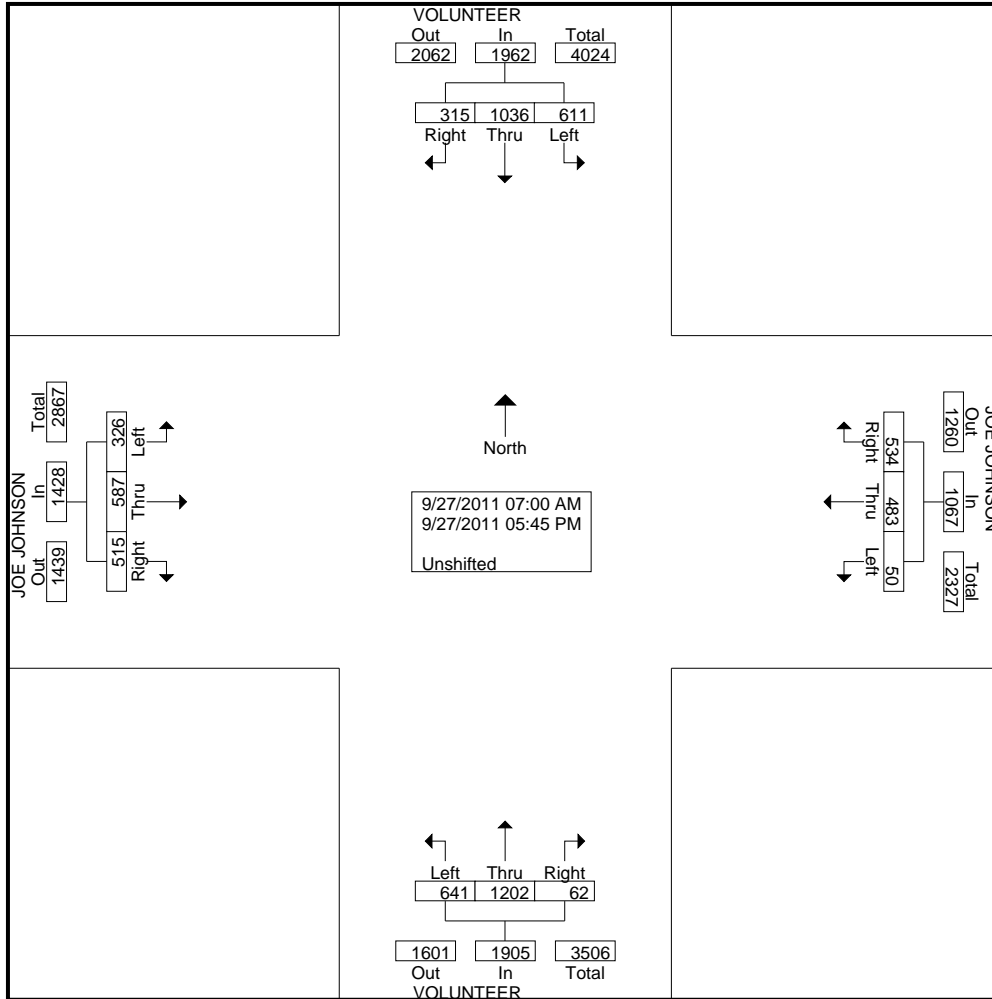 VOLUNTEER
Out In Total
2062 1962 4024
315 1036 611
Right Thru Left
JOE JOHNSON
Out In Total
1439 1428 2867
Left Thru Right
326 587 515
North
9/27/2011 07:00 AM
9/27/2011 05:45 PM
Unshifted
JOE JOHNSON
Out In Total
1260 1067 2327
534 483 50
Right Thru Left
Left Thru Right
641 1202 62
1601 1905 3506
Out In Total
VOLUNTEER